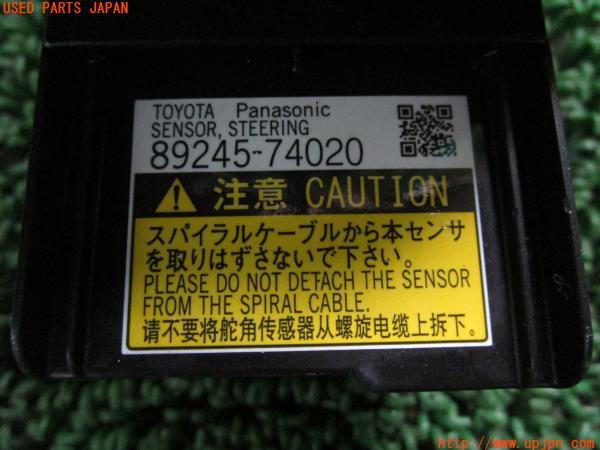 USED PARTS JAPAN
TOYOTA Panasonic
SENSOR, STEERING
89245-74020
注意 CAUTION
スパイラルケーブルから本センサ
を取りはずさないで下さい。
PLEASE DO NOT DETACH THE SENSOR
FROM THE SPIRAL CABLE.
请不要将舵角传感器从螺旋电缆上拆下。
http://www.upjpn.com/